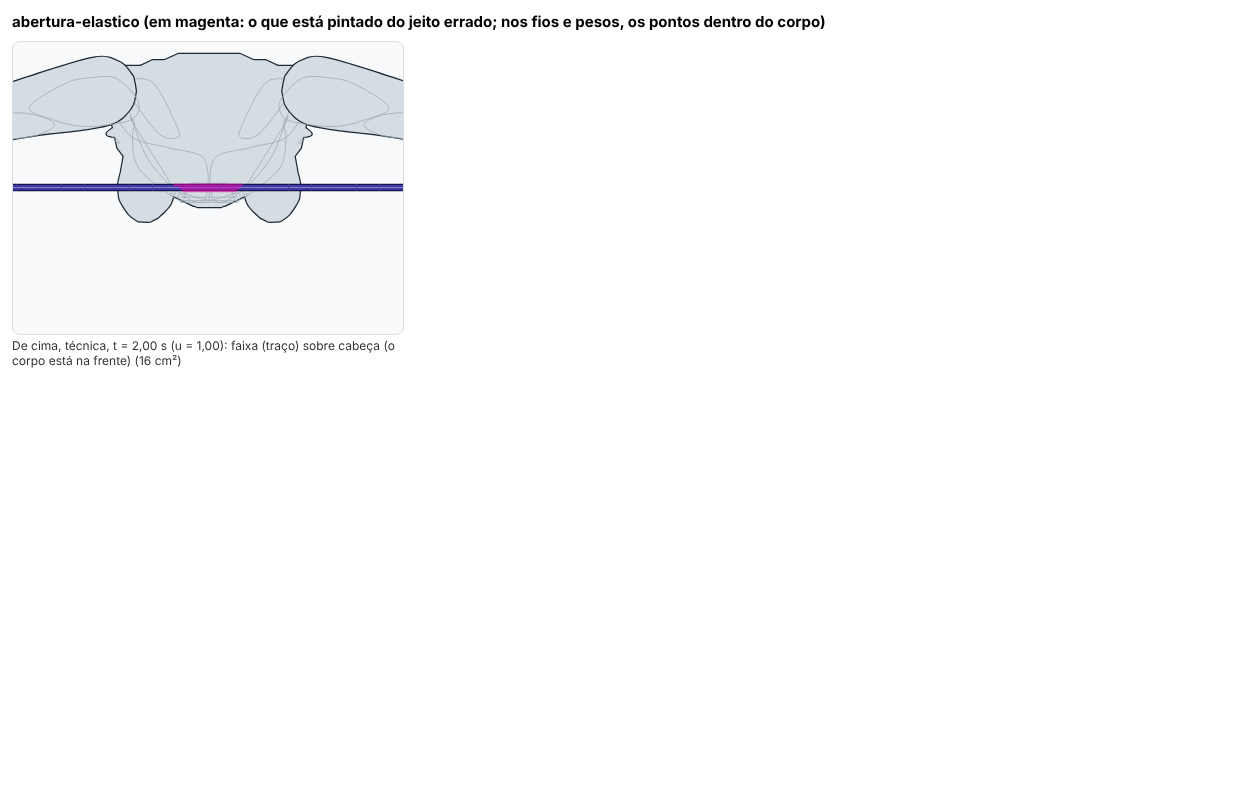 abertura-elastico (em magenta: o que está pintado do jeito errado; nos fios e pesos, os pontos dentro do corpo)
De cima, técnica, t = 2,00 s (u = 1,00): faixa (traço) sobre cabeça (o
corpo está na frente) (16 cm²)